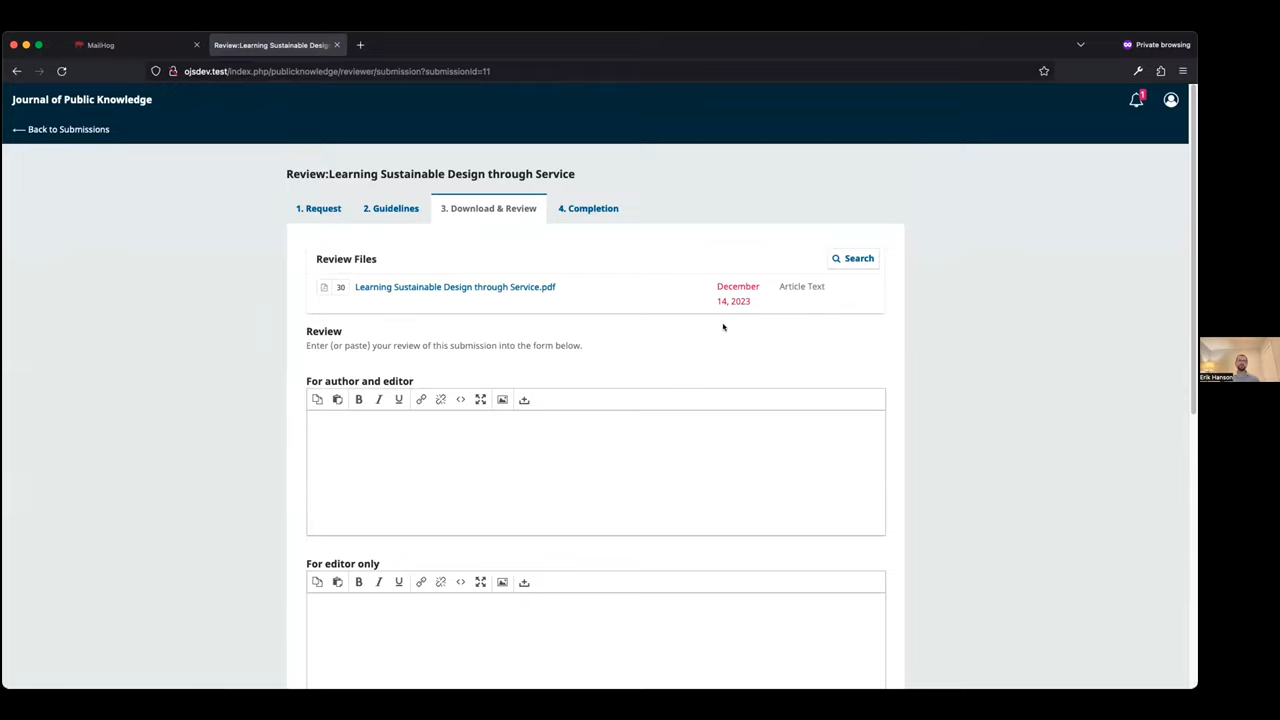 MailHog
Review:Learning Sustainable Desig
Private browsing
ojsdev.test/index.php/publicknowledge/reviewer/submission?submissionId=11
Journal of Public Knowledge
1
← Back to Submissions
Review:Learning Sustainable Design through Service
1. Request
2. Guidelines
3. Download & Review
4. Completion
Review Files
Search
30 Learning Sustainable Design through Service.pdf
December 14, 2023
Article Text
Review
Enter (or paste) your review of this submission into the form below.
For author and editor
B I U
For editor only
B I U
Erik Hanson